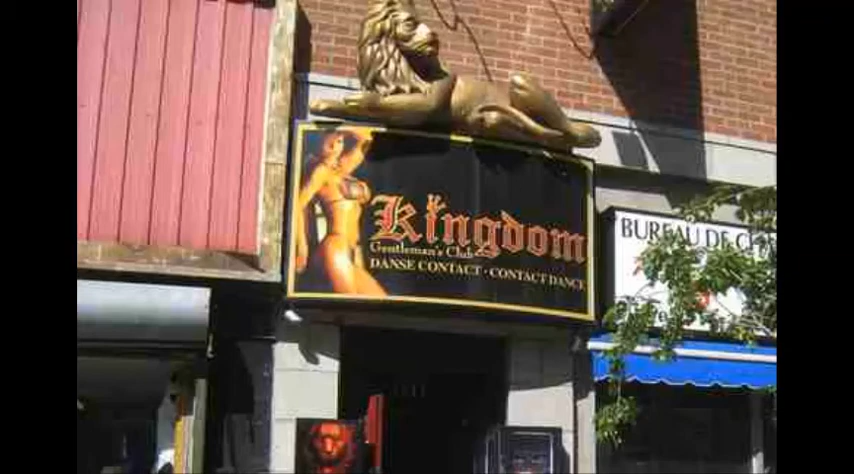 Kingdom
Gentleman's Club
DANSE CONTACT · CONTACT DANCE
BUREAU DE